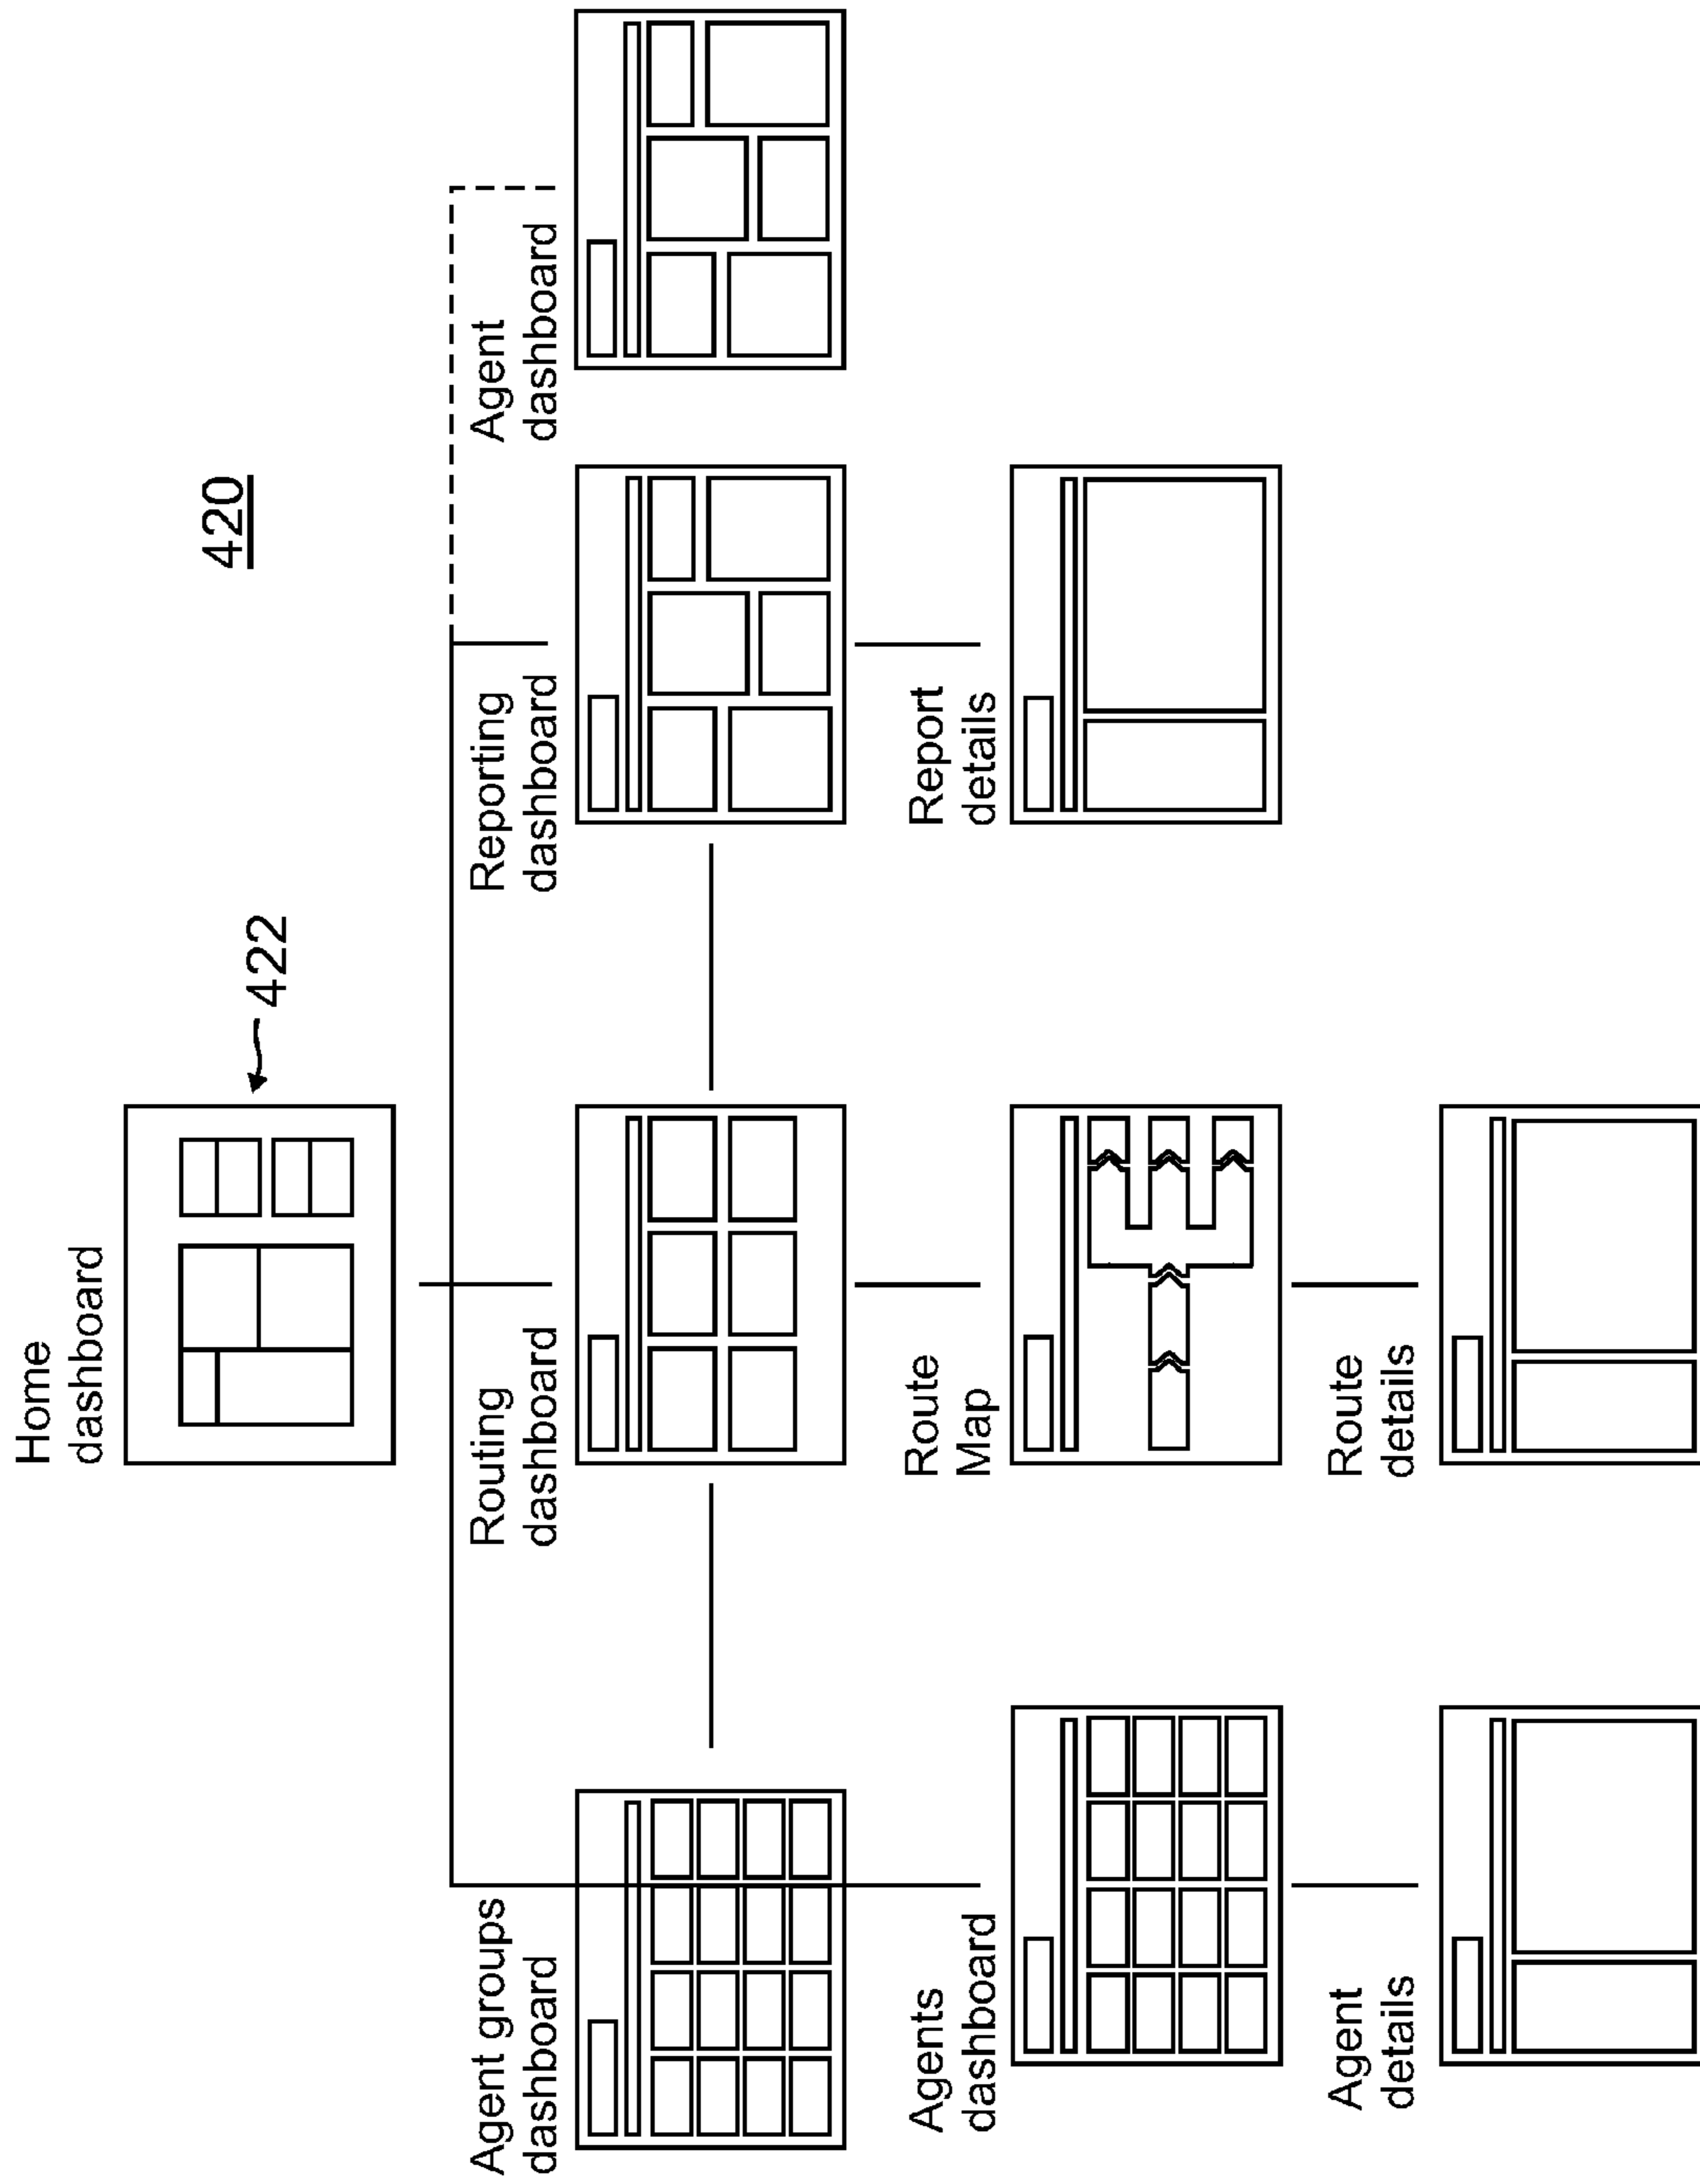 420
Home
dashboard
422
Agent groups
dashboard
Routing
dashboard
Reporting
dashboard
Agent
dashboard
Agents
dashboard
Route
Map
Report
details
Agent
details
Route
details